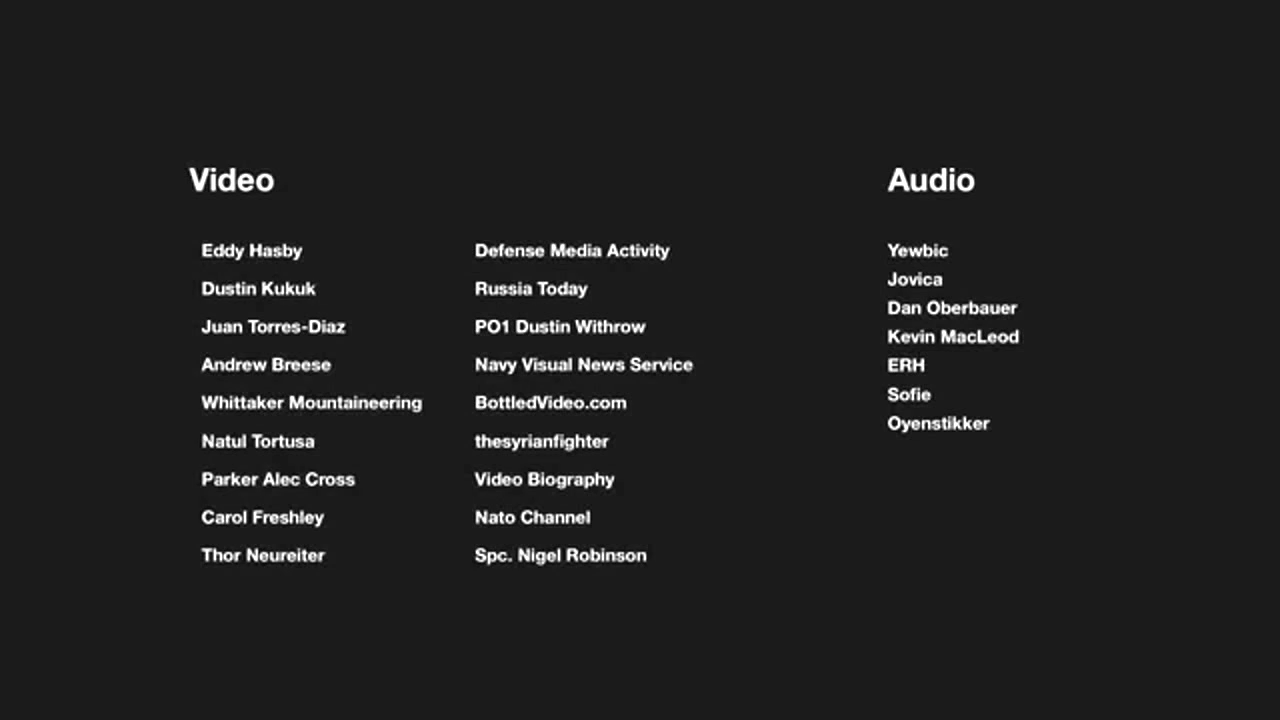 Video
Eddy Hasby
Dustin Kukuk
Juan Torres-Diaz
Andrew Breese
Whittaker Mountaineering
Natul Tortusa
Parker Alec Cross
Carol Freshley
Thor Neureiter
Defense Media Activity
Russia Today
PO1 Dustin Withrow
Navy Visual News Service
BottledVideo.com
thesyrianfighter
Video Biography
Nato Channel
Spc. Nigel Robinson
Audio
Yewbic
Jovica
Dan Oberbauer
Kevin MacLeod
ERH
Sofie
Oyenstikker